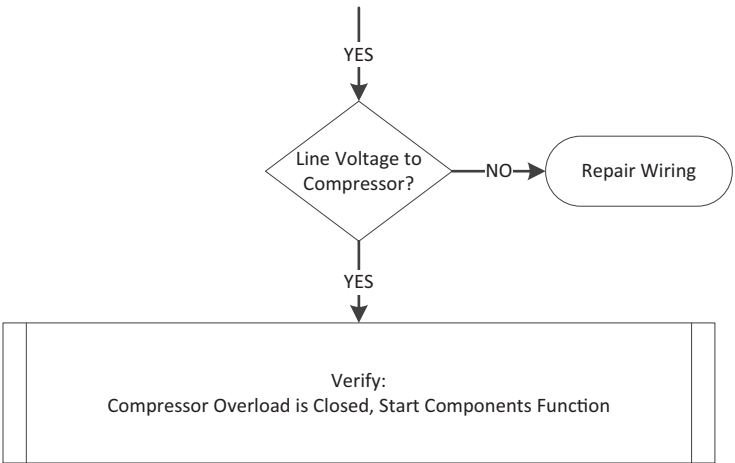 YES
Line Voltage to
Compressor?
NO
Repair Wiring
YES
Verify:
Compressor Overload is Closed, Start Components Function